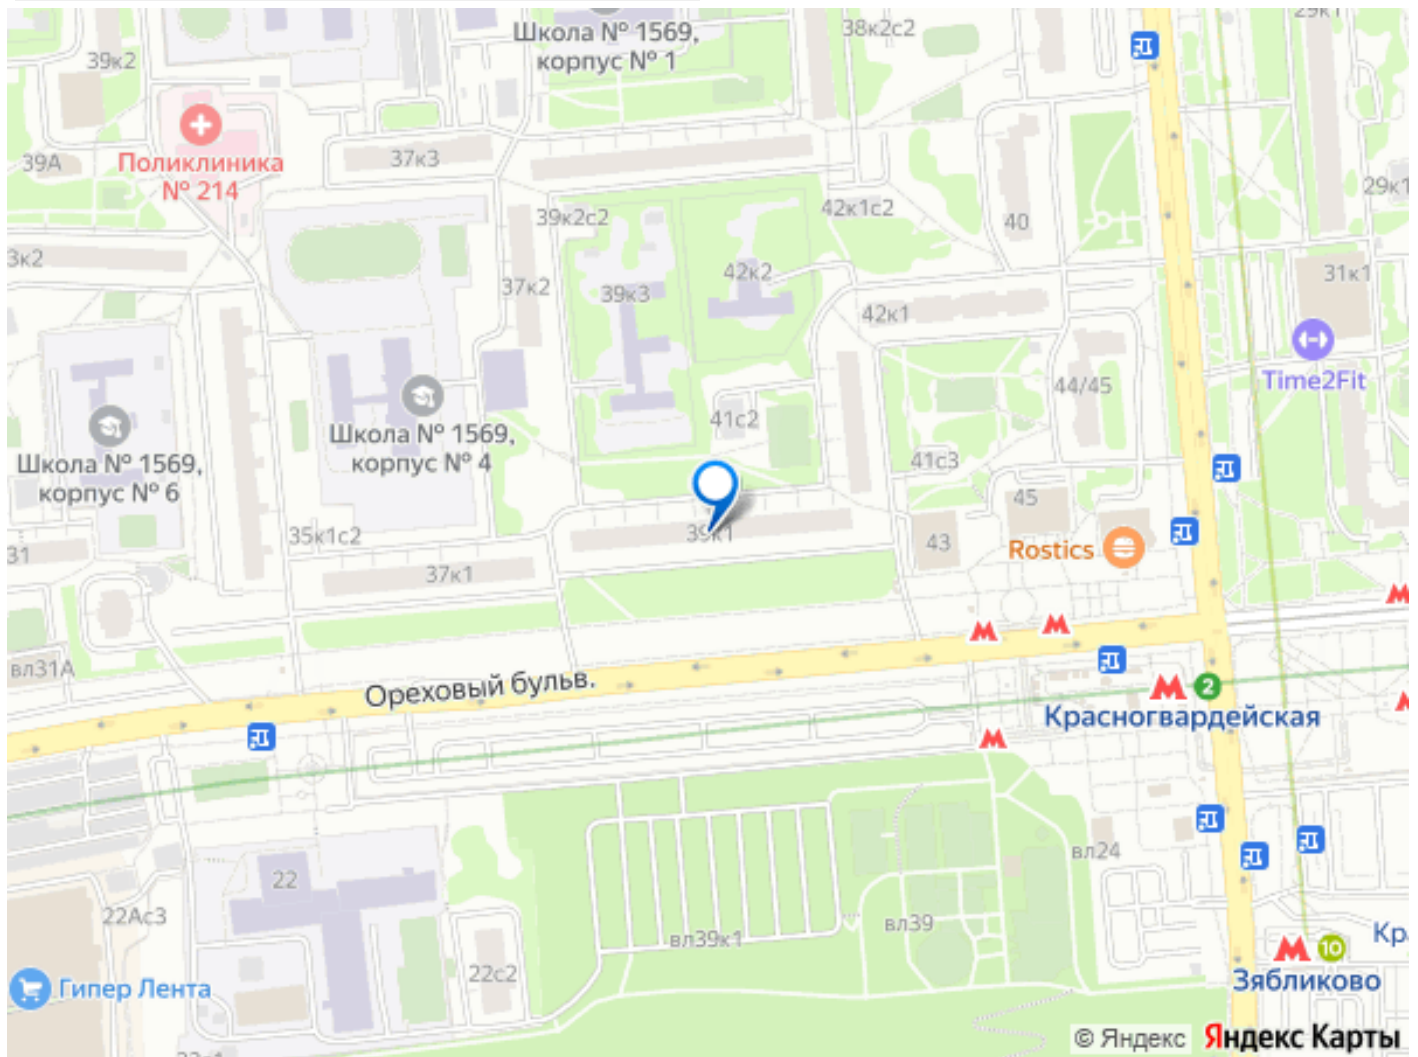 Школа № 1569,
корпус № 1
38к2с2
29к1
39к2
Поликлиника
№ 214
39А
37к3
39к2с2
42к1с2
40
29к1
3к2
37к2
39к3
42к2
42к1
31к1
Time2Fit
44/45
41с2
Школа № 1569,
корпус № 4
Школа № 1569,
корпус № 6
41с3
45
35к1с2
39к1
43
Rostics
31
37к1
вл31А
Ореховый бульв.
2
Красногвардейская
вл24
22
22Ас3
вл39
вл39к1
22с2
Гипер Лента
10
Кр
Зябликово
© Яндекс
Яндекс Карты